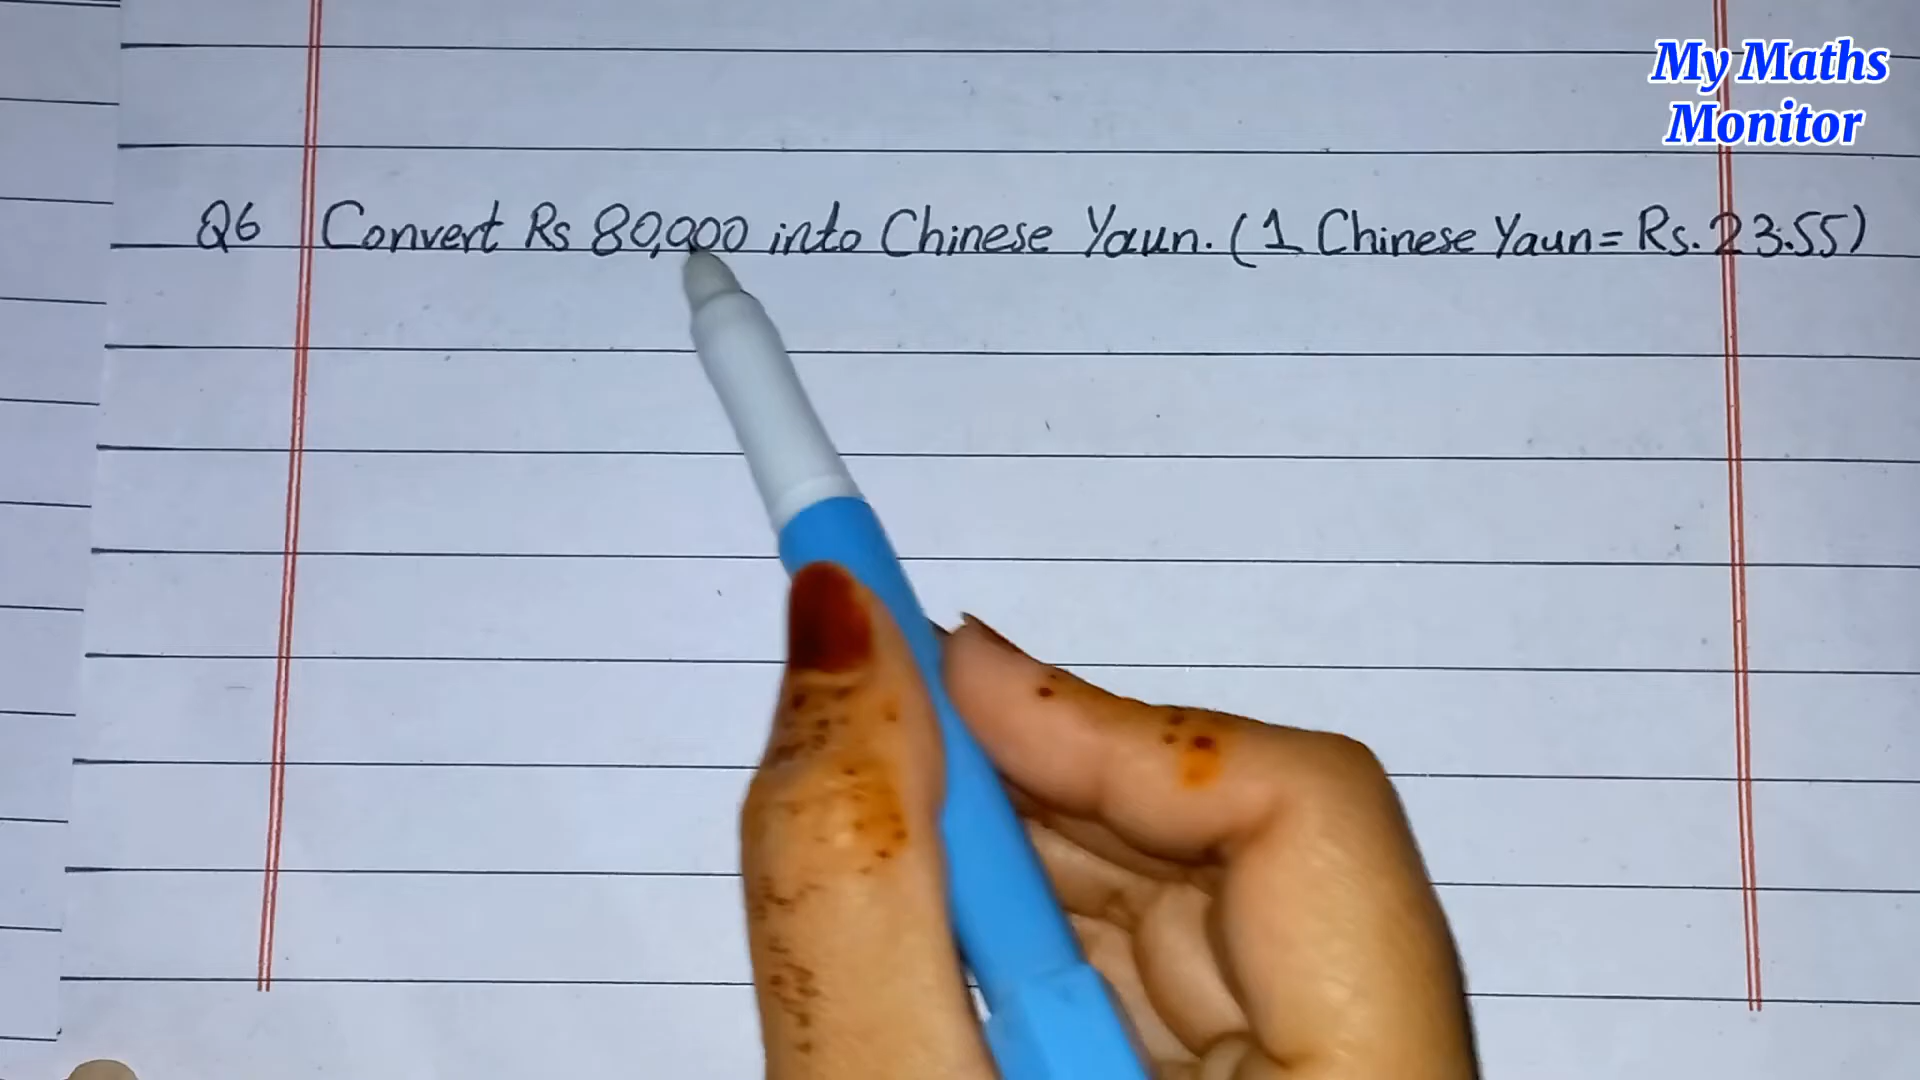 My Maths
Monitor
Q6 Convert Rs 80,000 into Chinese Yaun. (1 Chinese Yaun = Rs. 23.55)